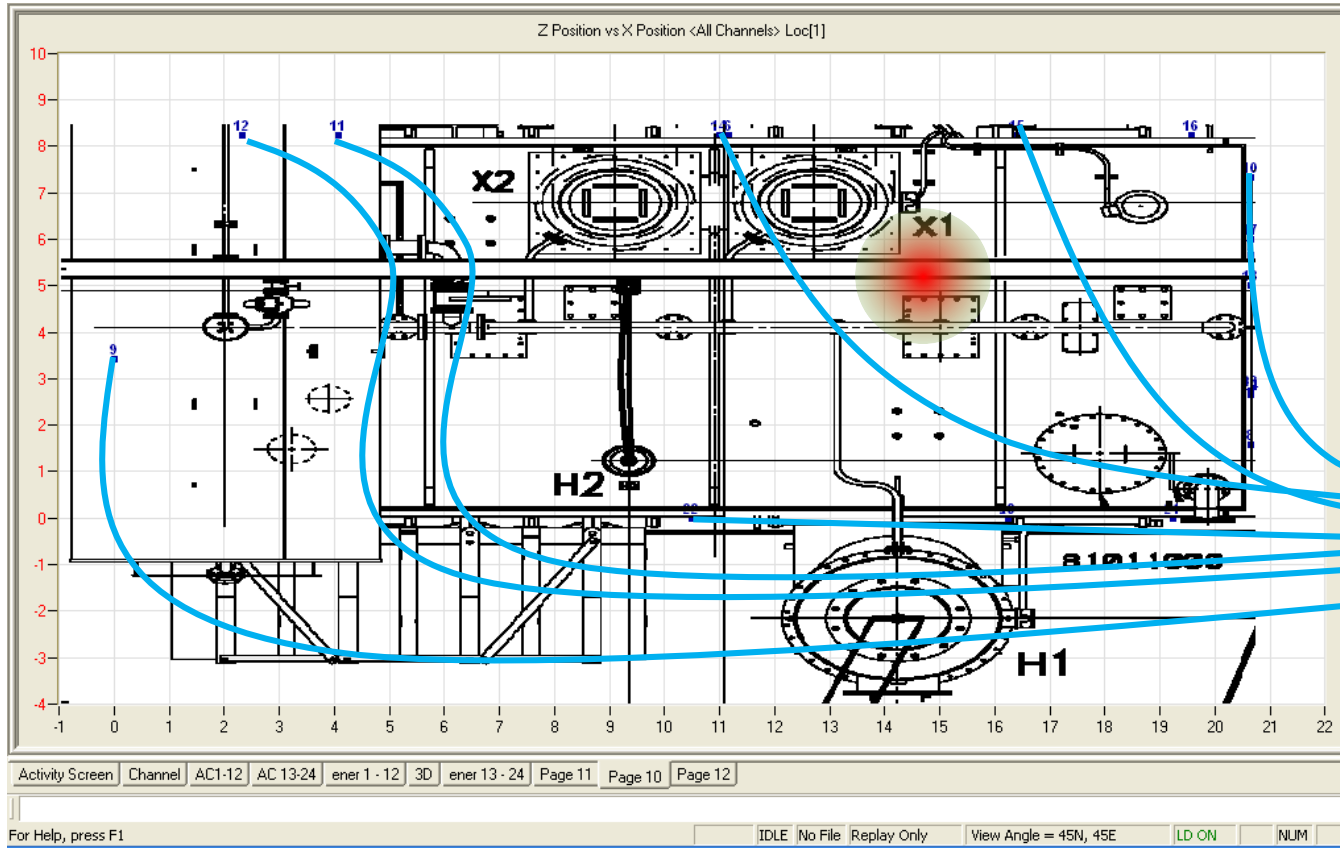 Z Position vs X Position <All Channels> Loc[1]
10
9
8
7
6
5
4
3
2
1
0
-1
-2
-3
-4
12
11
16
X2
X1
9
H2
H1
81011000
-1 0 1 2 3 4 5 6 7 8 9 10 11 12 13 14 15 16 17 18 19 20 21 22
Activity Screen Channel AC1-12 AC 13-24 ener 1 - 12 3D ener 13 - 24 Page 11 Page 10 Page 12
For Help, press F1 IDLE No File Replay Only View Angle = 45N, 45E LD ON NUM